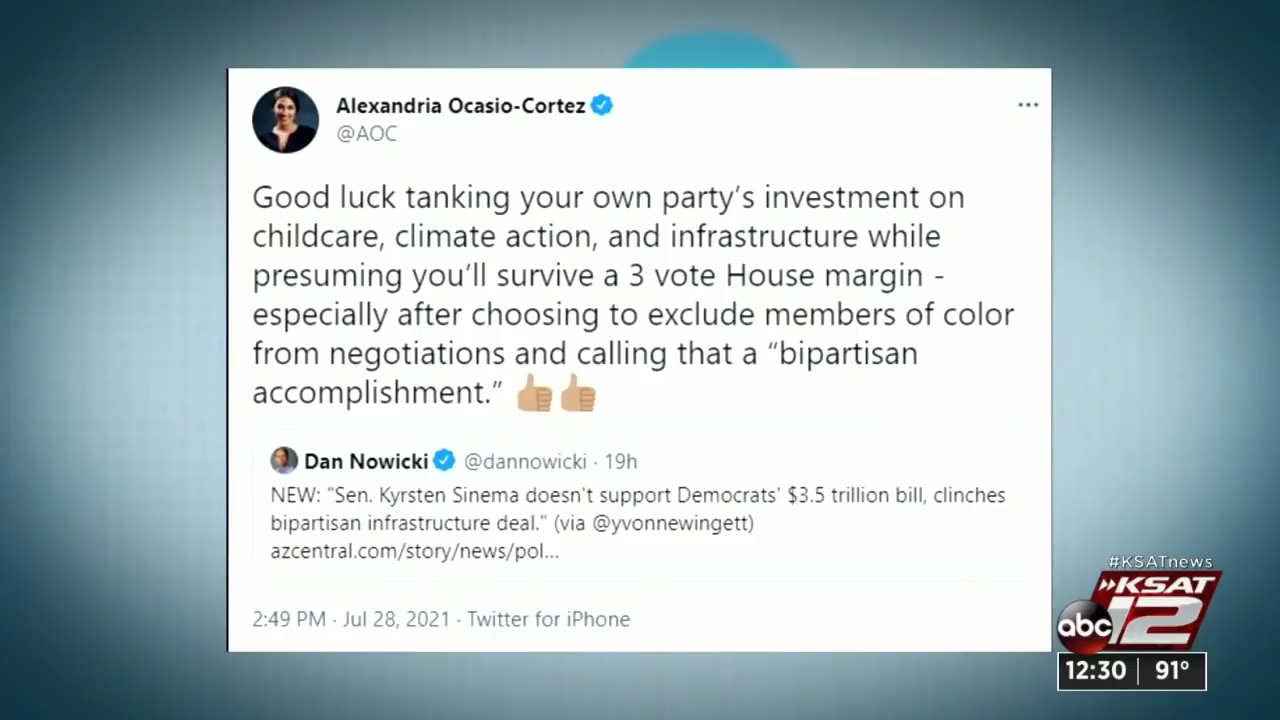 Alexandria Ocasio-Cortez
@AOC
Good luck tanking your own party’s investment on
childcare, climate action, and infrastructure while
presuming you’ll survive a 3 vote House margin -
especially after choosing to exclude members of color
from negotiations and calling that a “bipartisan
accomplishment.” 👍🏽👍🏽
Dan Nowicki @dannowicki · 19h
NEW: "Sen. Kyrsten Sinema doesn't support Democrats' $3.5 trillion bill, clinches
bipartisan infrastructure deal." (via @yvonnewingett)
azcentral.com/story/news/pol...
2:49 PM · Jul 28, 2021 · Twitter for iPhone
#KSATnews
KSAT
abc 12
12:30 91°